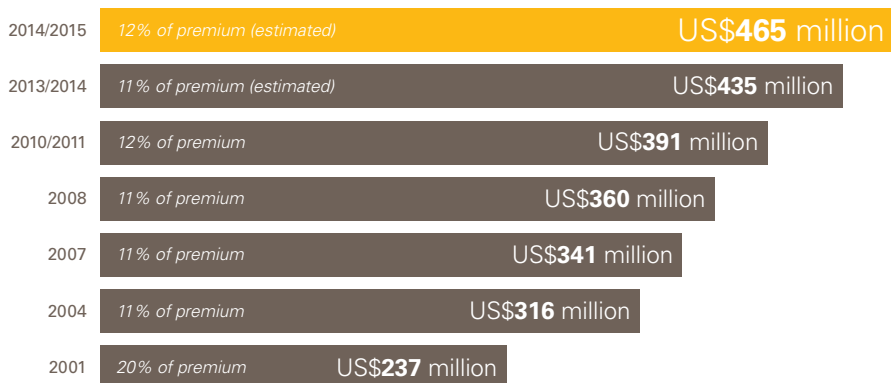 2014/2015 12% of premium (estimated) US$465 million
2013/2014 11% of premium (estimated) US$435 million
2010/2011 12% of premium US$391 million
2008 11% of premium US$360 million
2007 11% of premium US$341 million
2004 11% of premium US$316 million
2001 20% of premium US$237 million